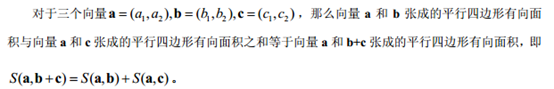 对于三个向量 a = (a₁,a₂), b = (b₁,b₂), c = (c₁,c₂)，那么向量 a 和 b 张成的平行四边形有向面
积与向量 a 和 c 张成的平行四边形有向面积之和等于向量 a 和 b+c 张成的平行四边形有向面积，即
S(a,b+c) = S(a,b) + S(a,c)。